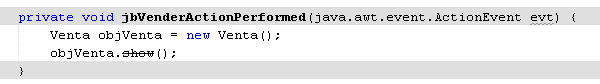 private void jbVenderActionPerformed(java.awt.event.ActionEvent evt) {
Venta objVenta = new Venta();
objVenta.show();
}